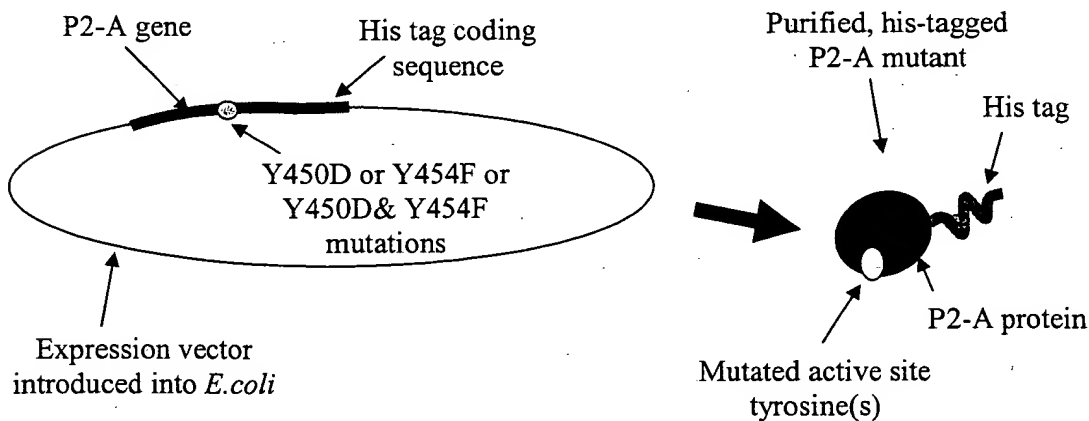 P2-A gene
His tag coding
sequence
Y450D or Y454F or
Y450D& Y454F
mutations
Expression vector
introduced into E.coli
Purified, his-tagged
P2-A mutant
His tag
P2-A protein
Mutated active site
tyrosine(s)